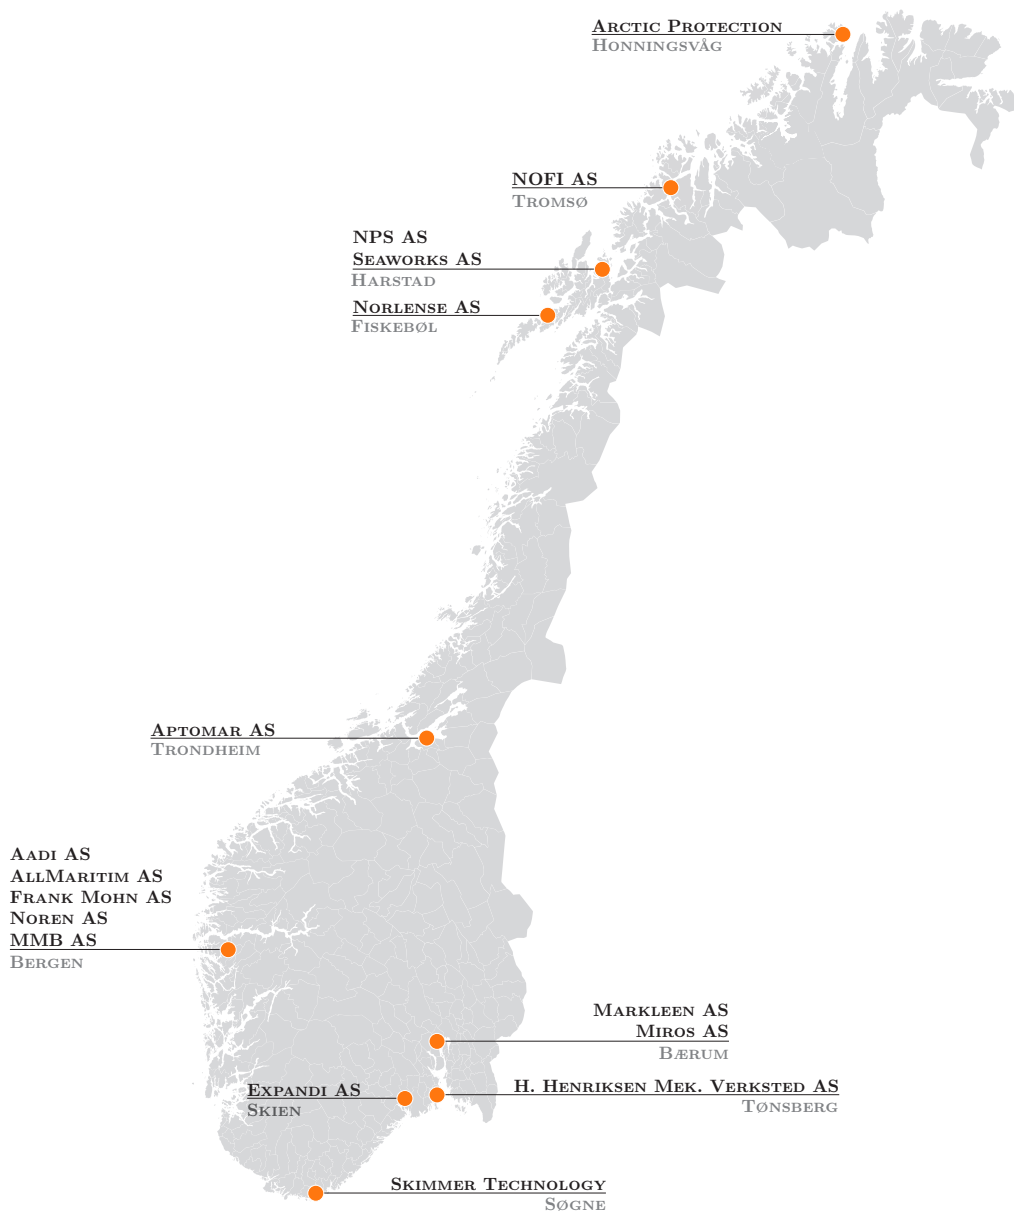 Arctic Protection
Honningsvåg
NOFI AS
Tromsø
NPS AS
Seaworks AS
Harstad
Norlense AS
Fiskebøl
Aptomar AS
Trondheim
Aadi AS
AllMaritim AS
Frank Mohn AS
Noren AS
MMB AS
Bergen
Markleen AS
Miros AS
Bærum
H. Henriksen Mek. Verksted AS
Tønsberg
Expandi AS
Skien
Skimmer Technology
Søgne